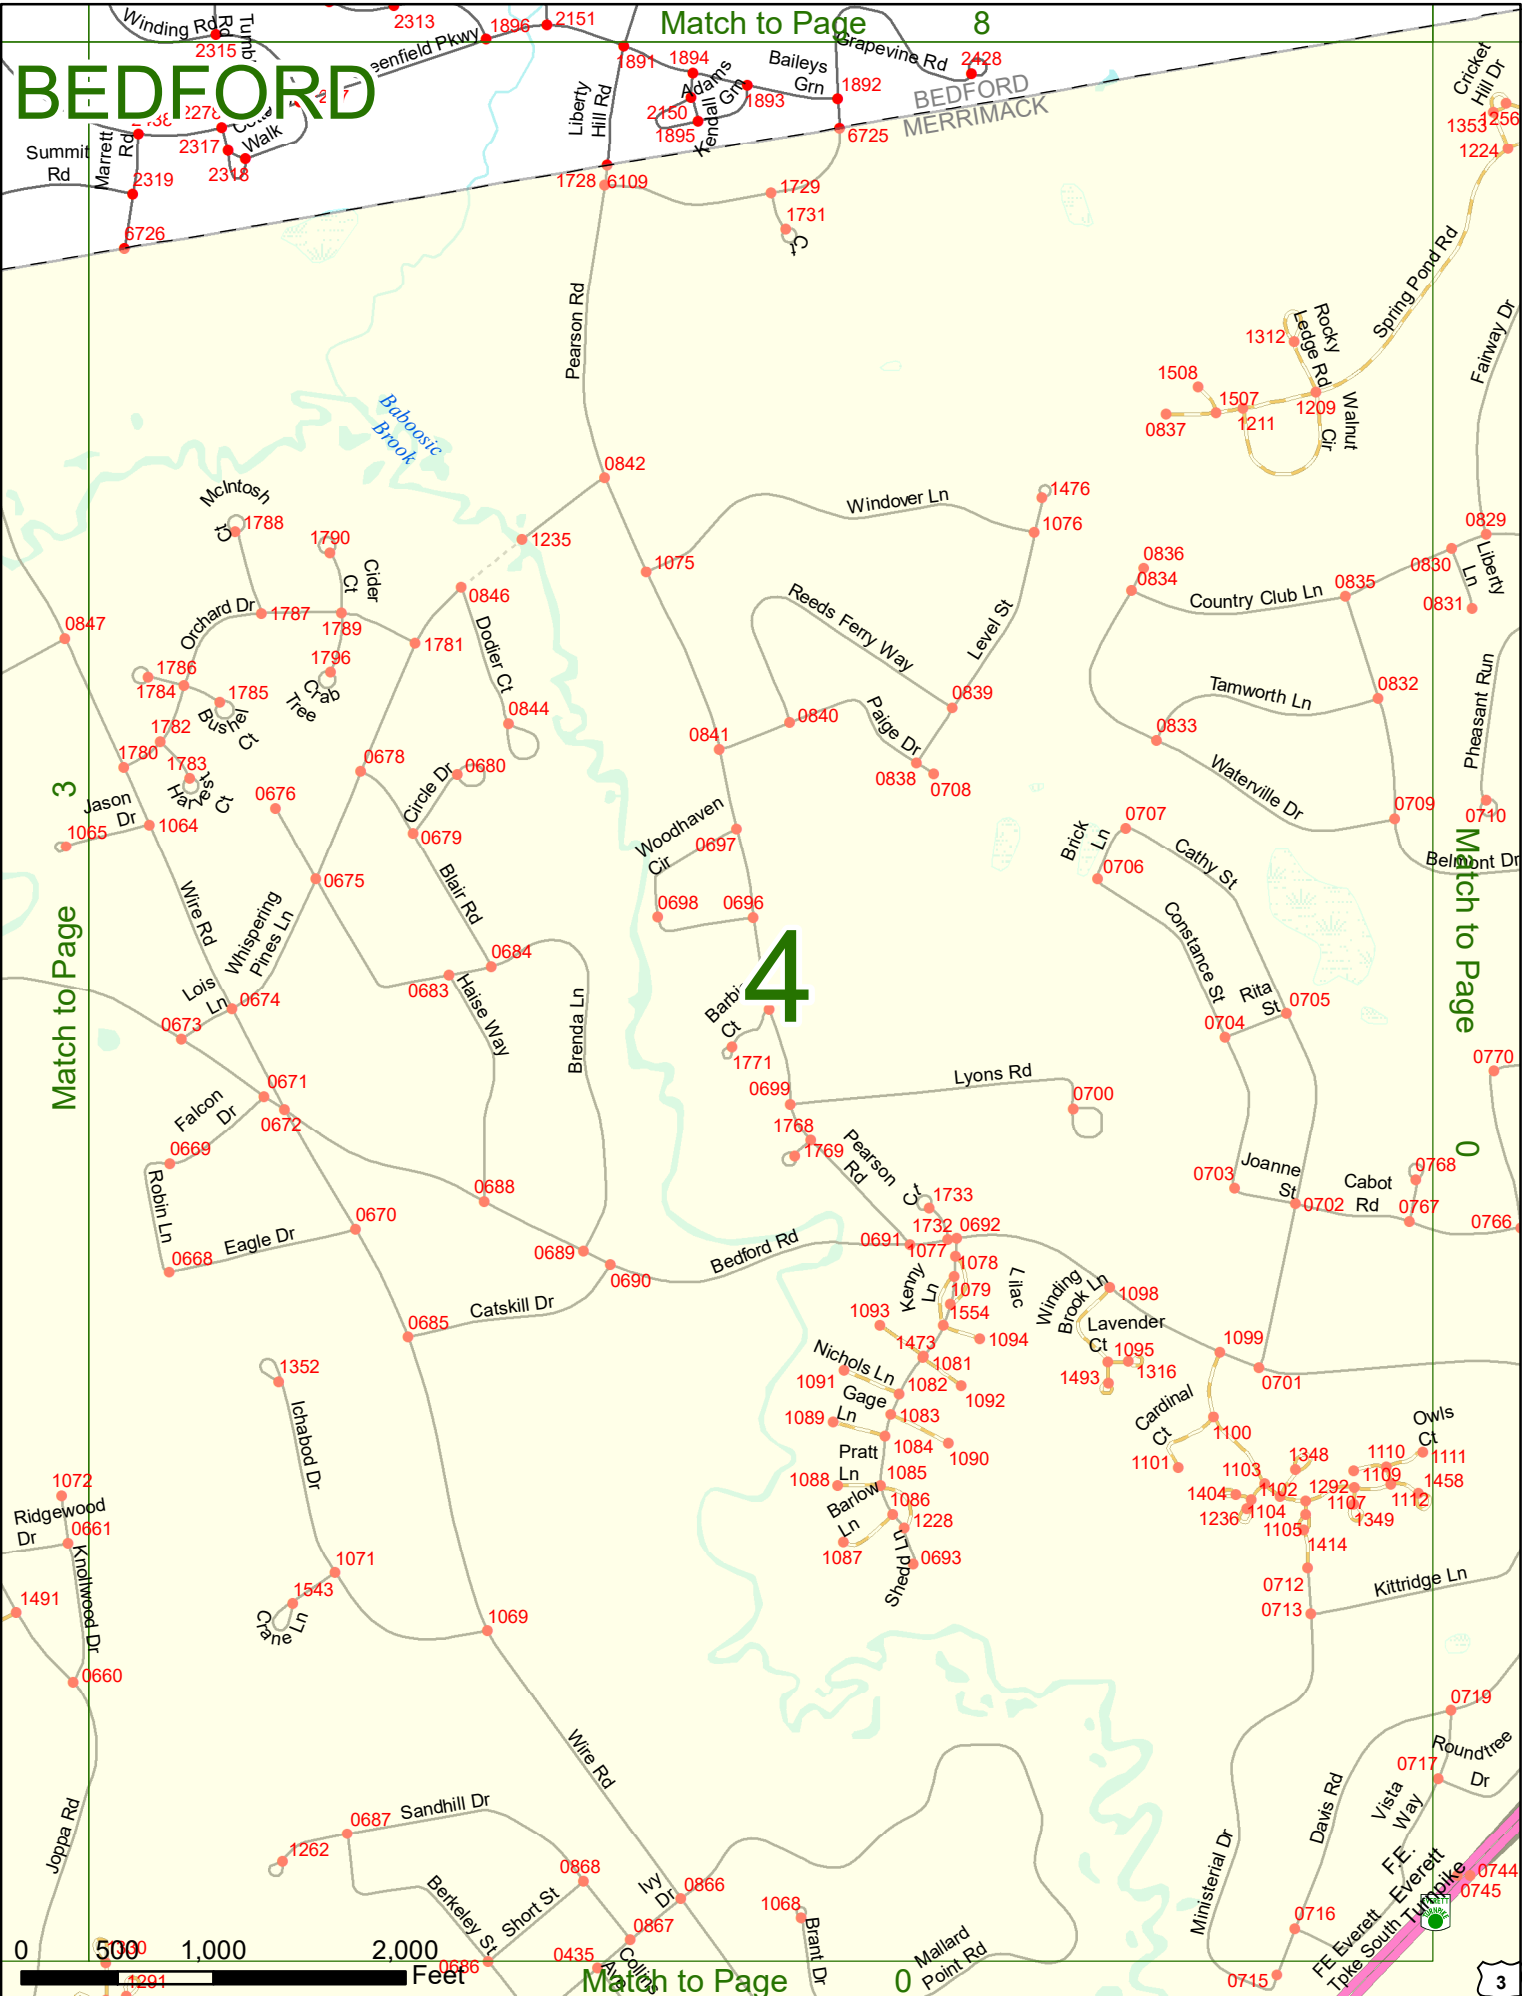 Match to Page 8
BEDFORD
Winding Rd
2315
2313
1896
2151
1891
1894
Adams
Baileys
Grn
1893
1892
Grapevine Rd
2428
BEDFORD
MERRIMACK
Cricket
Hill Dr
1353
1256
1224
2278
Walk
2317
2318
Marrett
Rd
Summit
Rd
2319
6726
Liberty
Hill Rd
2150
1895
Kendall
Grn
6725
1728
6109
1729
1731
Ct
Pearson Rd
Spring Pond Rd
Fairway Dr
Rocky
Ledge Rd
1312
1508
1507
1209
0837
1211
Walnut
Cir
Baboosic
Brook
0842
McIntosh
Ct
1788
1790
Cider
Ct
1235
1075
Windover Ln
1476
1076
0829
0830
Liberty
Ln
0831
0836
0834
Country Club Ln
0835
0847
Orchard Dr
1787
1789
0846
1781
Dodier Ct
Reeds Ferry Way
Level St
1786
1784
1785
Bushel
Ct
1796
Crab
Tree
0844
0839
0840
Paige Dr
0841
0838
0708
Tamworth Ln
0832
0833
Pheasant Run
1782
1780
1783
Harvest
Ct
0678
Circle Dr
0680
Waterville Dr
0709
0710
Belmont Dr
Match to Page 3
Jason
Dr
1065
1064
0676
0679
Woodhaven
Cir
0697
Brick
Ln
0707
0706
Cathy St
Match to Page 0
0675
Blair Rd
0698
0696
Wire Rd
Whispering
Pines Ln
0684
0683
Haise Way
Brenda Ln
4
Constance St
Rita
St
0705
0704
Lois
Ln
0674
0673
Ct
1771
0671
0672
Falcon
Dr
0669
0699
Lyons Rd
0700
0770
1768
1769
Pearson
Rd
Robin Ln
0688
0703
Joanne
St
0702
Cabot
Rd
0768
0767
0766
0670
Eagle Dr
0668
0689
0690
Bedford Rd
Ct
1733
1732
0692
0691
1077
1078
Kenny
Ln
1079
Lilac
Winding
Brook Ln
1098
Catskill Dr
0685
1554
1093
1094
Lavender
Ct
1095
1316
1493
1099
0701
1473
1081
Nichols Ln
1091
1082
1092
1352
Ichabod Dr
Gage
Ln
1089
1083
1084
1090
Cardinal
Ct
1100
1101
Owls
Ct
1111
Pratt
Ln
1088
1085
1348
1110
1103
1109
1458
1404
1102
1292
1107
1112
1236
1104
1349
1105
1414
1072
Ridgewood
Dr
0661
Barlow
Ln
1086
1228
1087
0693
Shedd Ln
Knollwood Dr
1071
1543
Crane
Ln
0712
0713
Kittridge Ln
1491
1069
0660
Wire Rd
0719
Roundtree
Dr
0717
Vista
Way
Davis Rd
Joppa Rd
0687
Sandhill Dr
1262
Ministerial Dr
F.E.
Everett
Turnpike
0744
0745
EVERETT
TURNPIKE
0868
Short St
Berkeley St
Ivy
Dr
0866
0867
1068
Brant Dr
Mallard
Point Rd
0716
0715
FE Everett
Tpke South
0686
0435
Collins
Ave
1330
1291
0 500 1,000 2,000
Feet
Match to Page 0
3